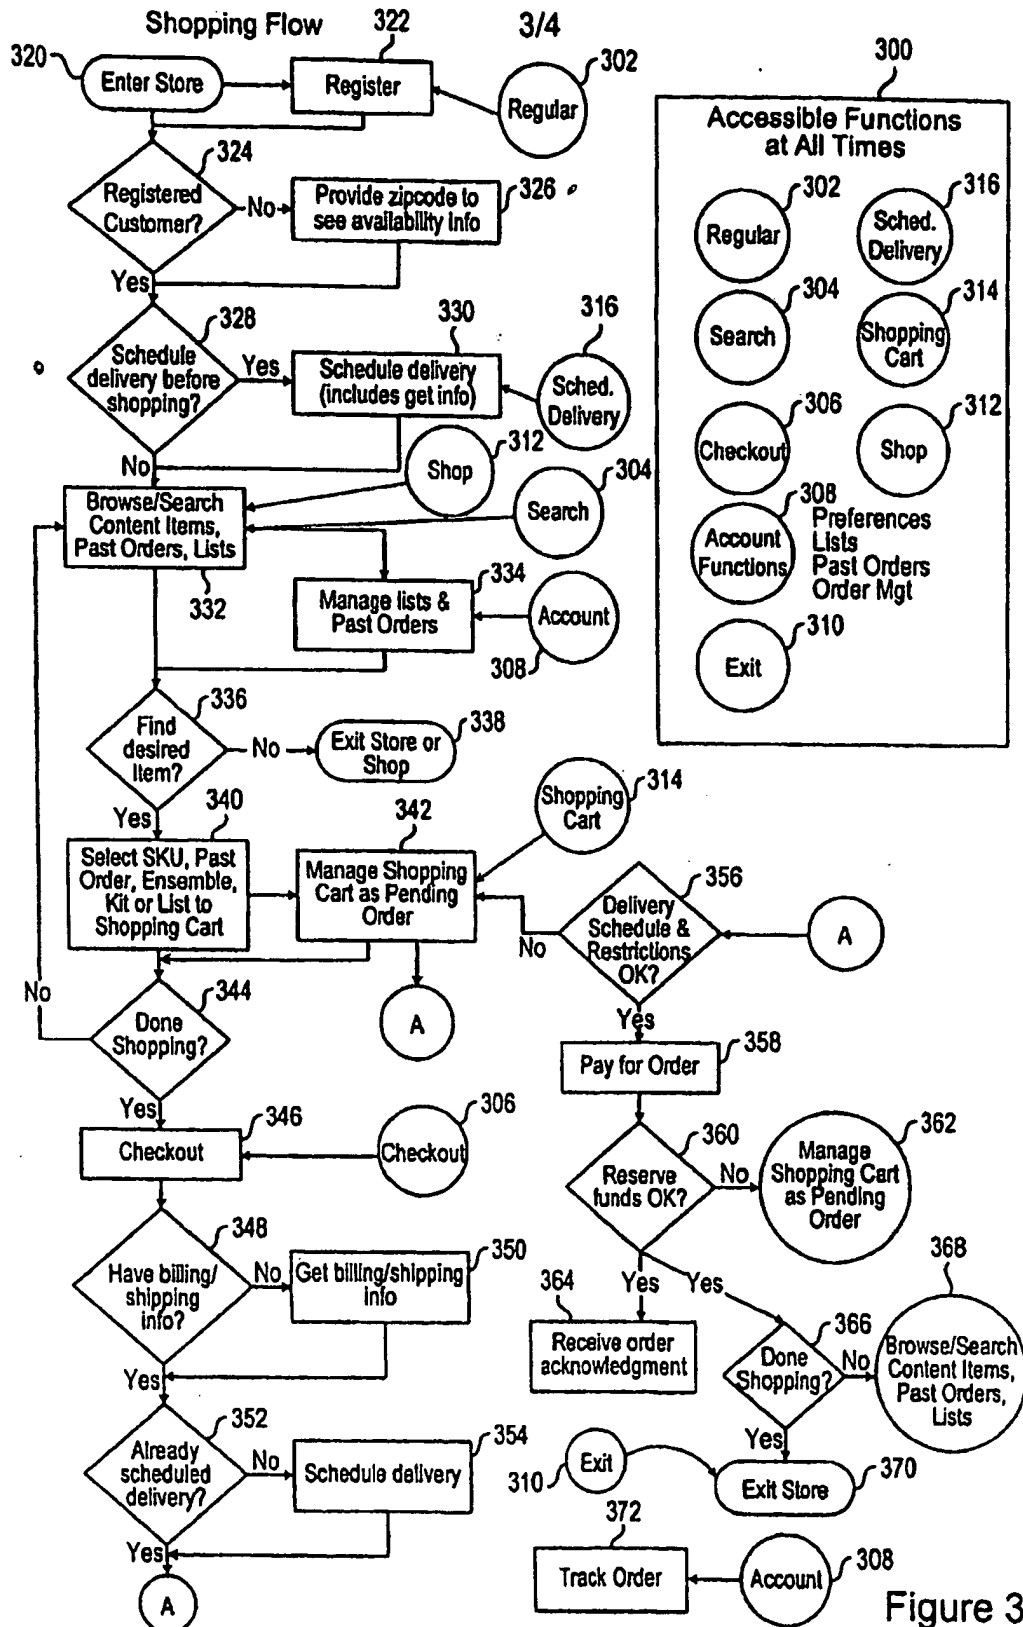 Shopping Flow
3/4
320
Enter Store
322
Register
302
Regular
324
Registered
Customer?
No
326
Provide zipcode to
see availability info
Yes
328
Schedule
delivery before
shopping?
Yes
330
Schedule delivery
(includes get info)
316
Sched.
Delivery
No
312
Shop
304
Search
Browse/Search
Content Items,
Past Orders, Lists
332
334
Manage lists &
Past Orders
Account
308
336
Find
desired
Item?
No
338
Exit Store or
Shop
Yes
340
Select SKU, Past
Order, Ensemble,
Kit or List to
Shopping Cart
342
Manage Shopping
Cart as Pending
Order
Shopping
Cart
314
A
No
344
Done
Shopping?
Yes
346
Checkout
306
Checkout
348
Have billing/
shipping
info?
No
350
Get billing/shipping
info
Yes
352
Already
scheduled
delivery?
No
354
Schedule delivery
Yes
A
300
Accessible Functions
at All Times
302
Regular
316
Sched.
Delivery
304
Search
314
Shopping
Cart
306
Checkout
312
Shop
308
Account
Functions
Preferences
Lists
Past Orders
Order Mgt
310
Exit
356
Delivery
Schedule &
Restrictions
OK?
No
A
Yes
358
Pay for Order
360
Reserve
funds OK?
No
362
Manage
Shopping Cart
as Pending
Order
Yes
Yes
364
Receive order
acknowledgment
366
Done
Shopping?
No
368
Browse/Search
Content Items,
Past Orders,
Lists
Yes
310
Exit
370
Exit Store
372
Track Order
308
Account
Figure 3